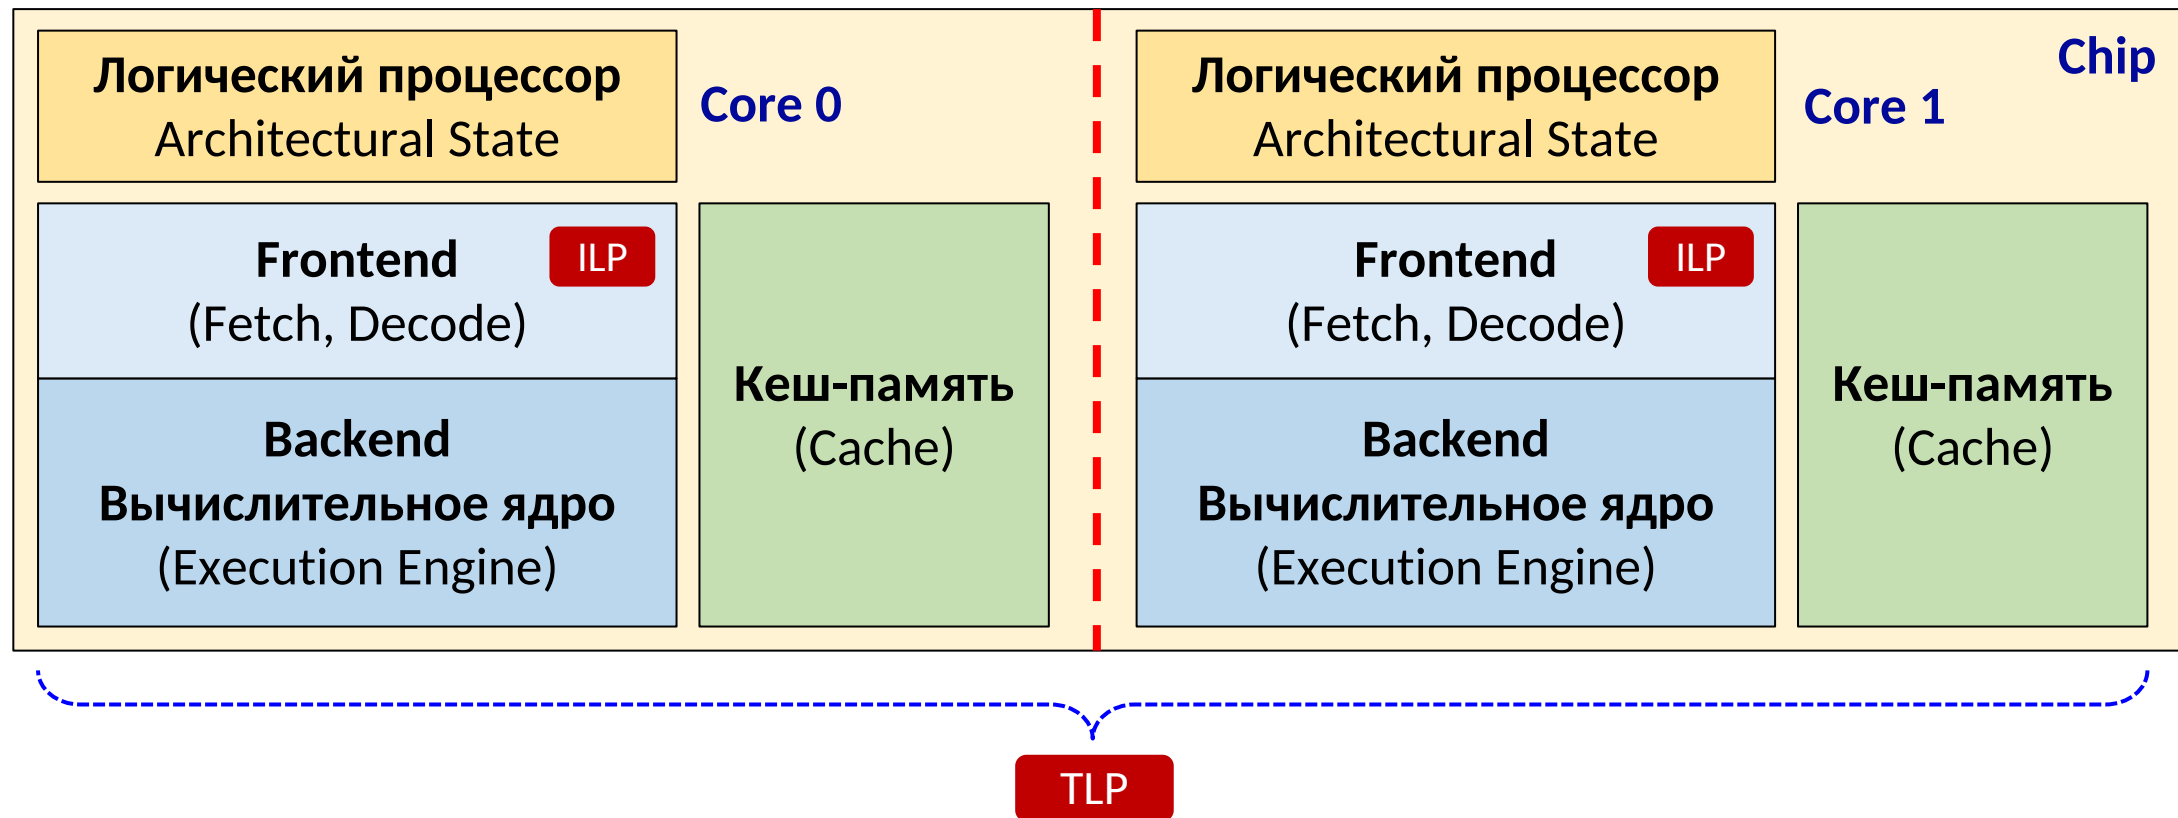 Логический процессор
Architectural State
Core 0
Frontend
ILP
(Fetch, Decode)
Backend
Вычислительное ядро
(Execution Engine)
Кеш-память
(Cache)
Chip
Логический процессор
Architectural State
Core 1
Frontend
ILP
(Fetch, Decode)
Backend
Вычислительное ядро
(Execution Engine)
Кеш-память
(Cache)
TLP